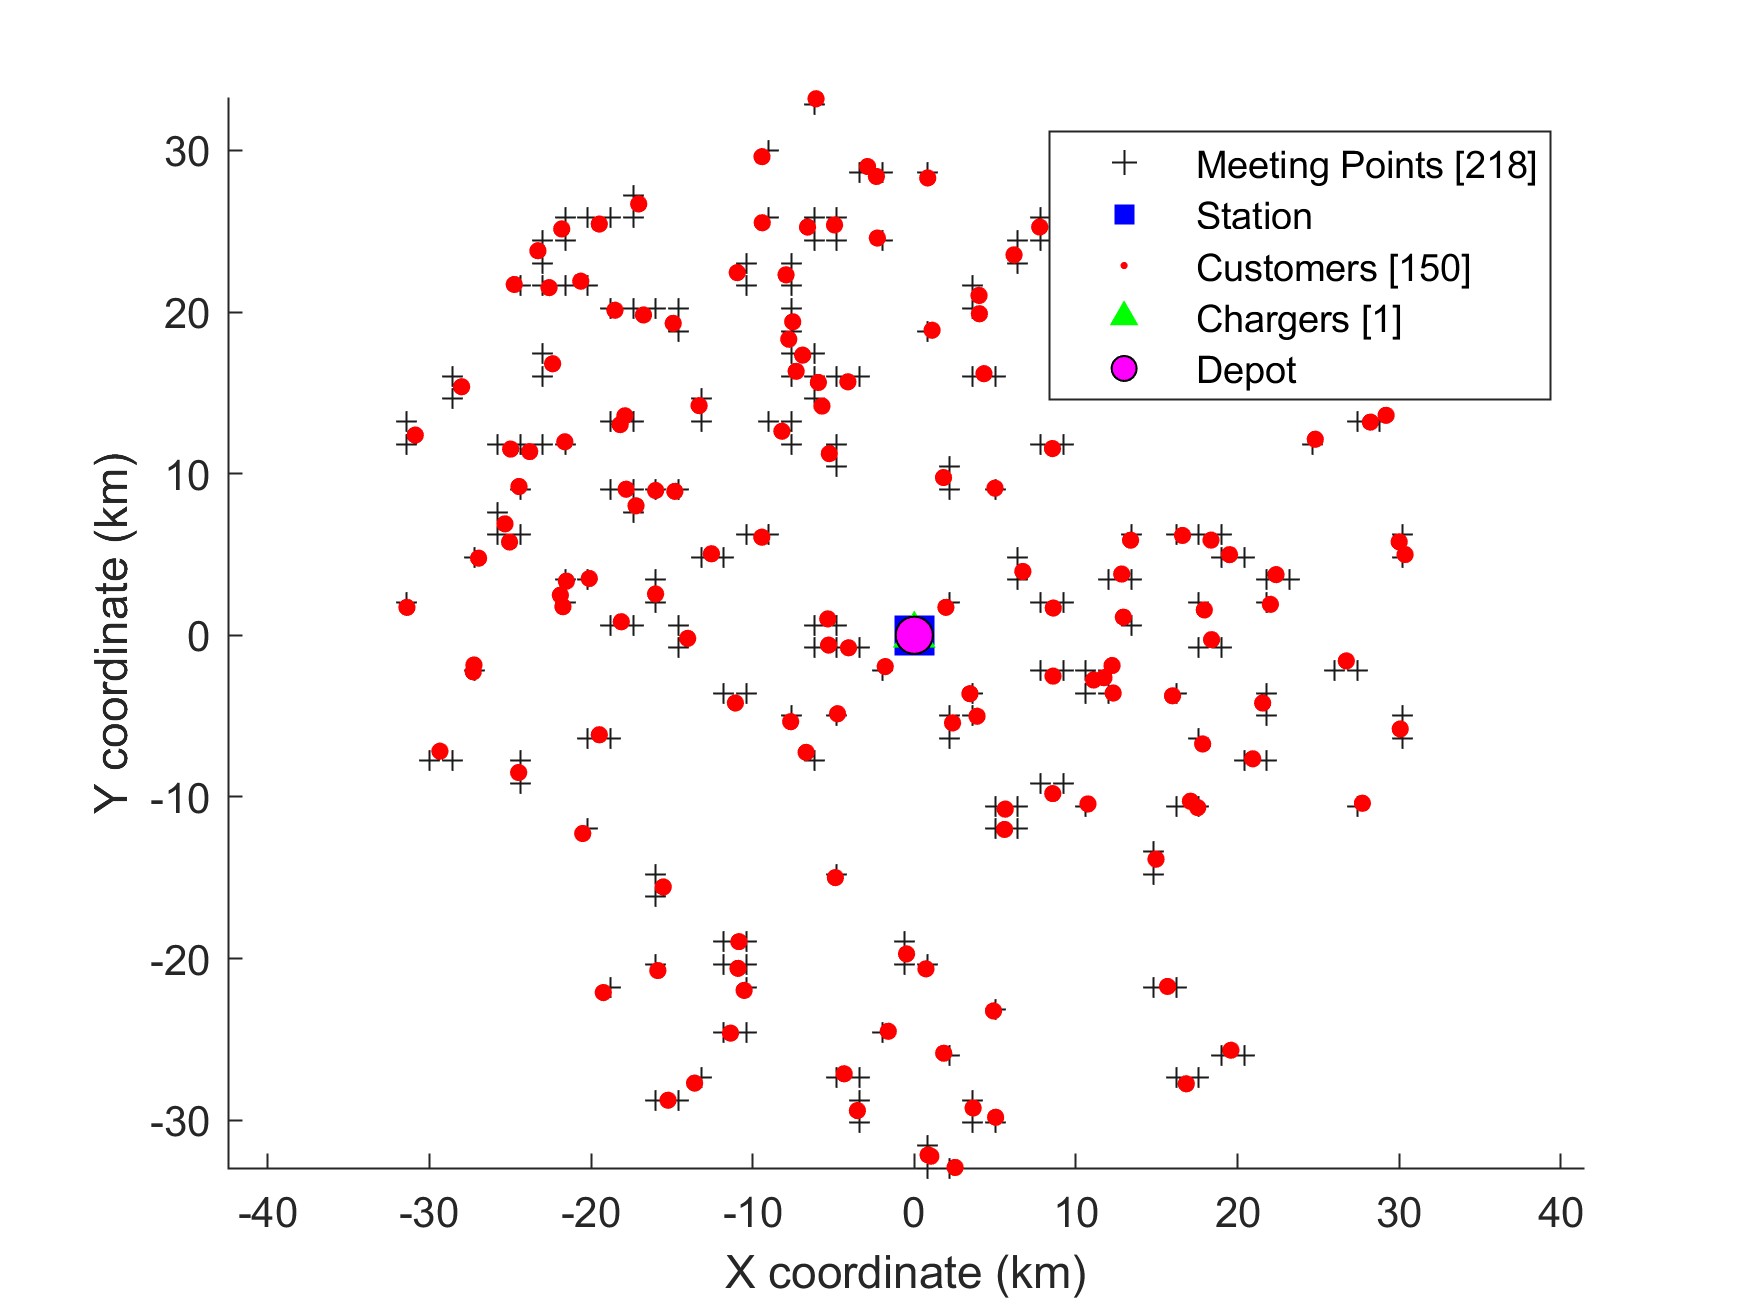 30
20
10
0
-10
-20
-30
Y coordinate (km)
Meeting Points [218]
Station
Customers [150]
Chargers [1]
Depot
-40 -30 -20 -10 0 10 20 30 40
X coordinate (km)